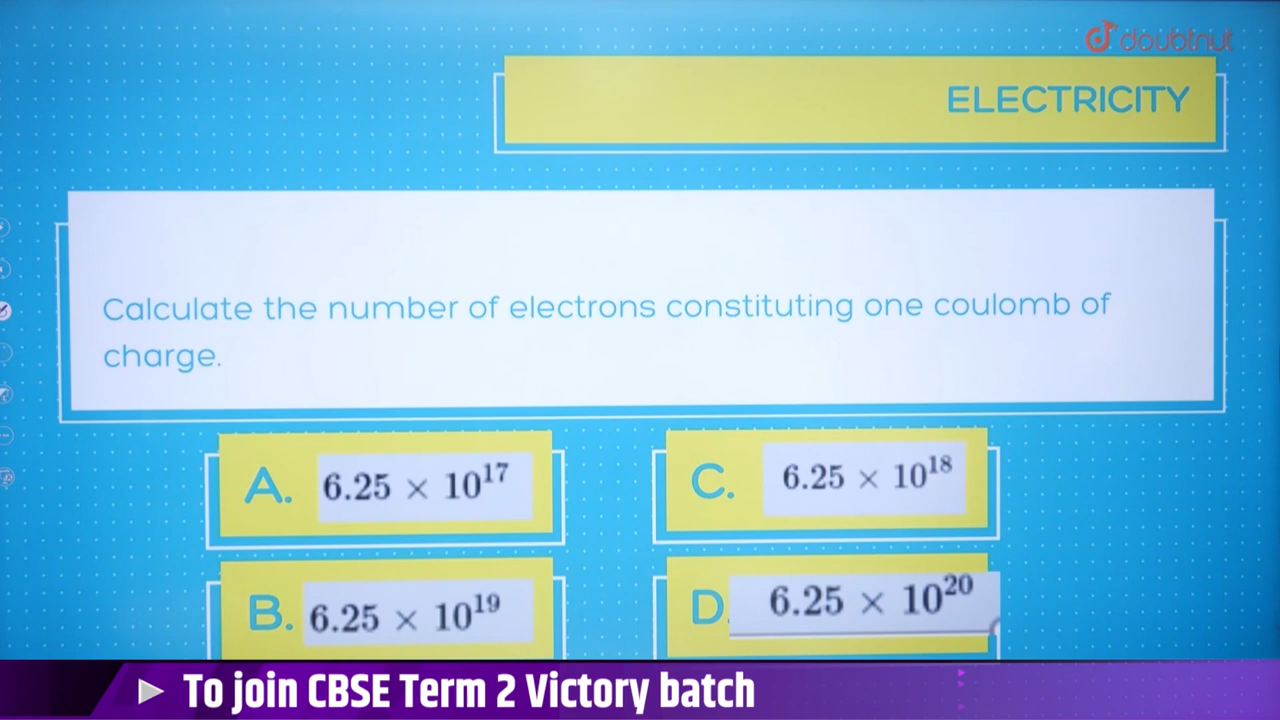 doubtnut
ELECTRICITY
Calculate the number of electrons constituting one coulomb of
charge.
A. 6.25 × 10¹⁷
C. 6.25 × 10¹⁸
B. 6.25 × 10¹⁹
D. 6.25 × 10²⁰
To join CBSE Term 2 Victory batch